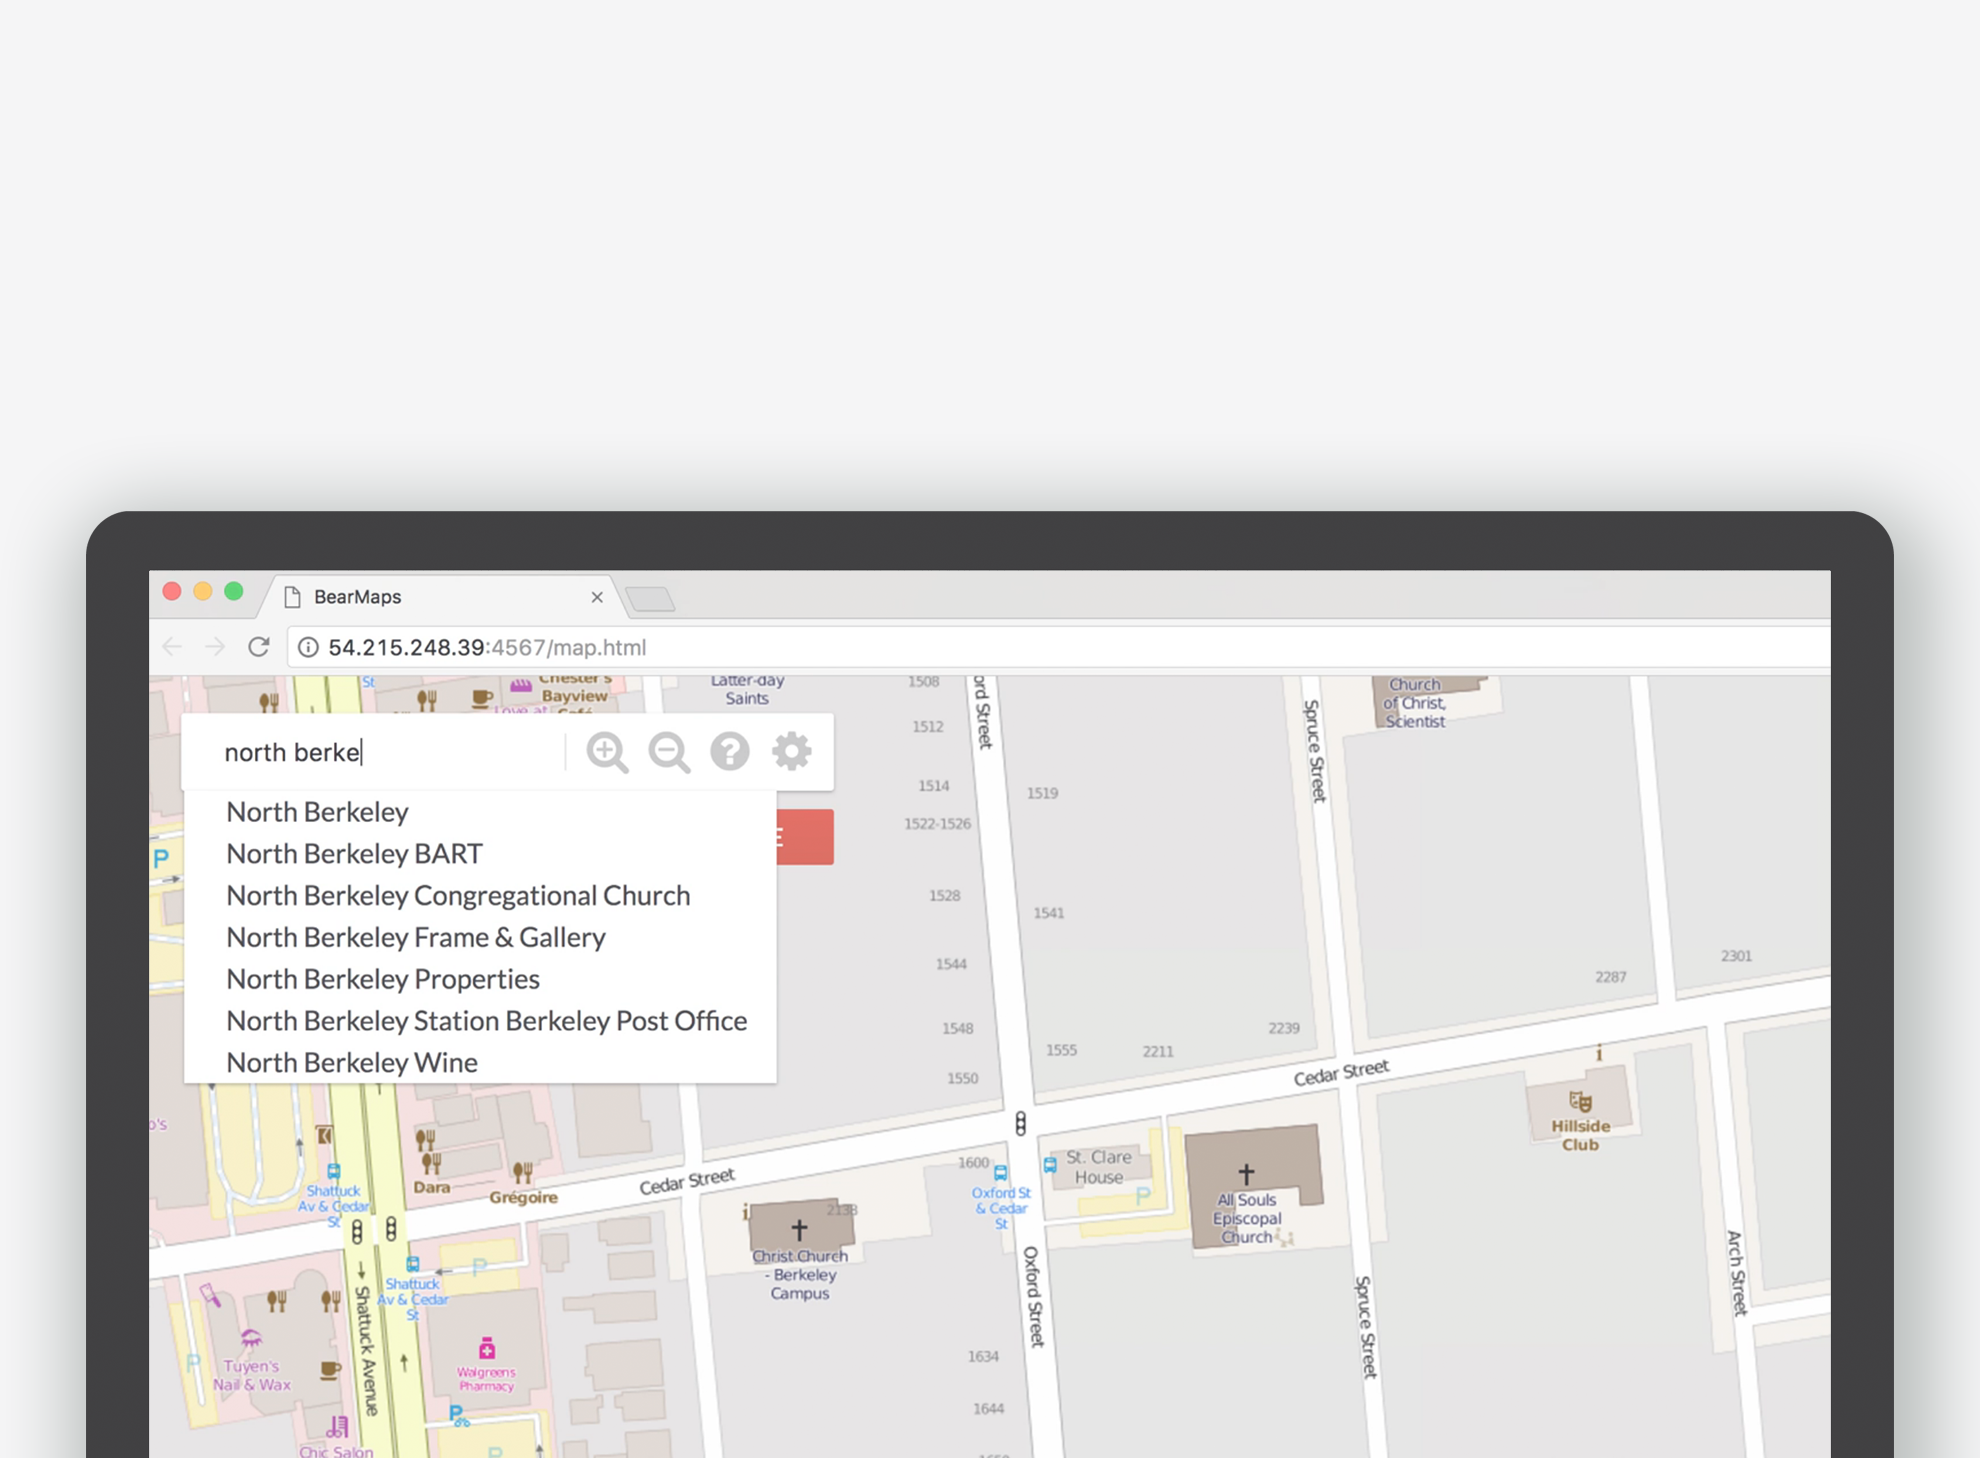 BearMaps
54.215.248.39:4567/map.html
St
Chester's
Bayview
Café
Love at
Latter-day
Saints
1508
Church
of Christ,
Scientist
north berke
North Berkeley
North Berkeley BART
North Berkeley Congregational Church
North Berkeley Frame & Gallery
North Berkeley Properties
North Berkeley Station Berkeley Post Office
North Berkeley Wine
E
P
ord Street
Spruce Street
1512
1514
1519
1522-1526
1528
1541
1544
1548
1550
1555
2211
2239
2287
2301
Cedar Street
Hillside
Club
o's
Shattuck
Av & Cedar
St
Dara
Grégoire
Cedar Street
1600
Oxford St
& Cedar
St
St. Clare
House
P
All Souls
Episcopal
Church
2138
Christ Church
- Berkeley
Campus
Oxford Street
Spruce Street
Arch Street
Shattuck
Av & Cedar
St
P
Shattuck Avenue
Tuyen's
Nail & Wax
P
Walgreens
Pharmacy
P
P
Chic Salon
1634
1644